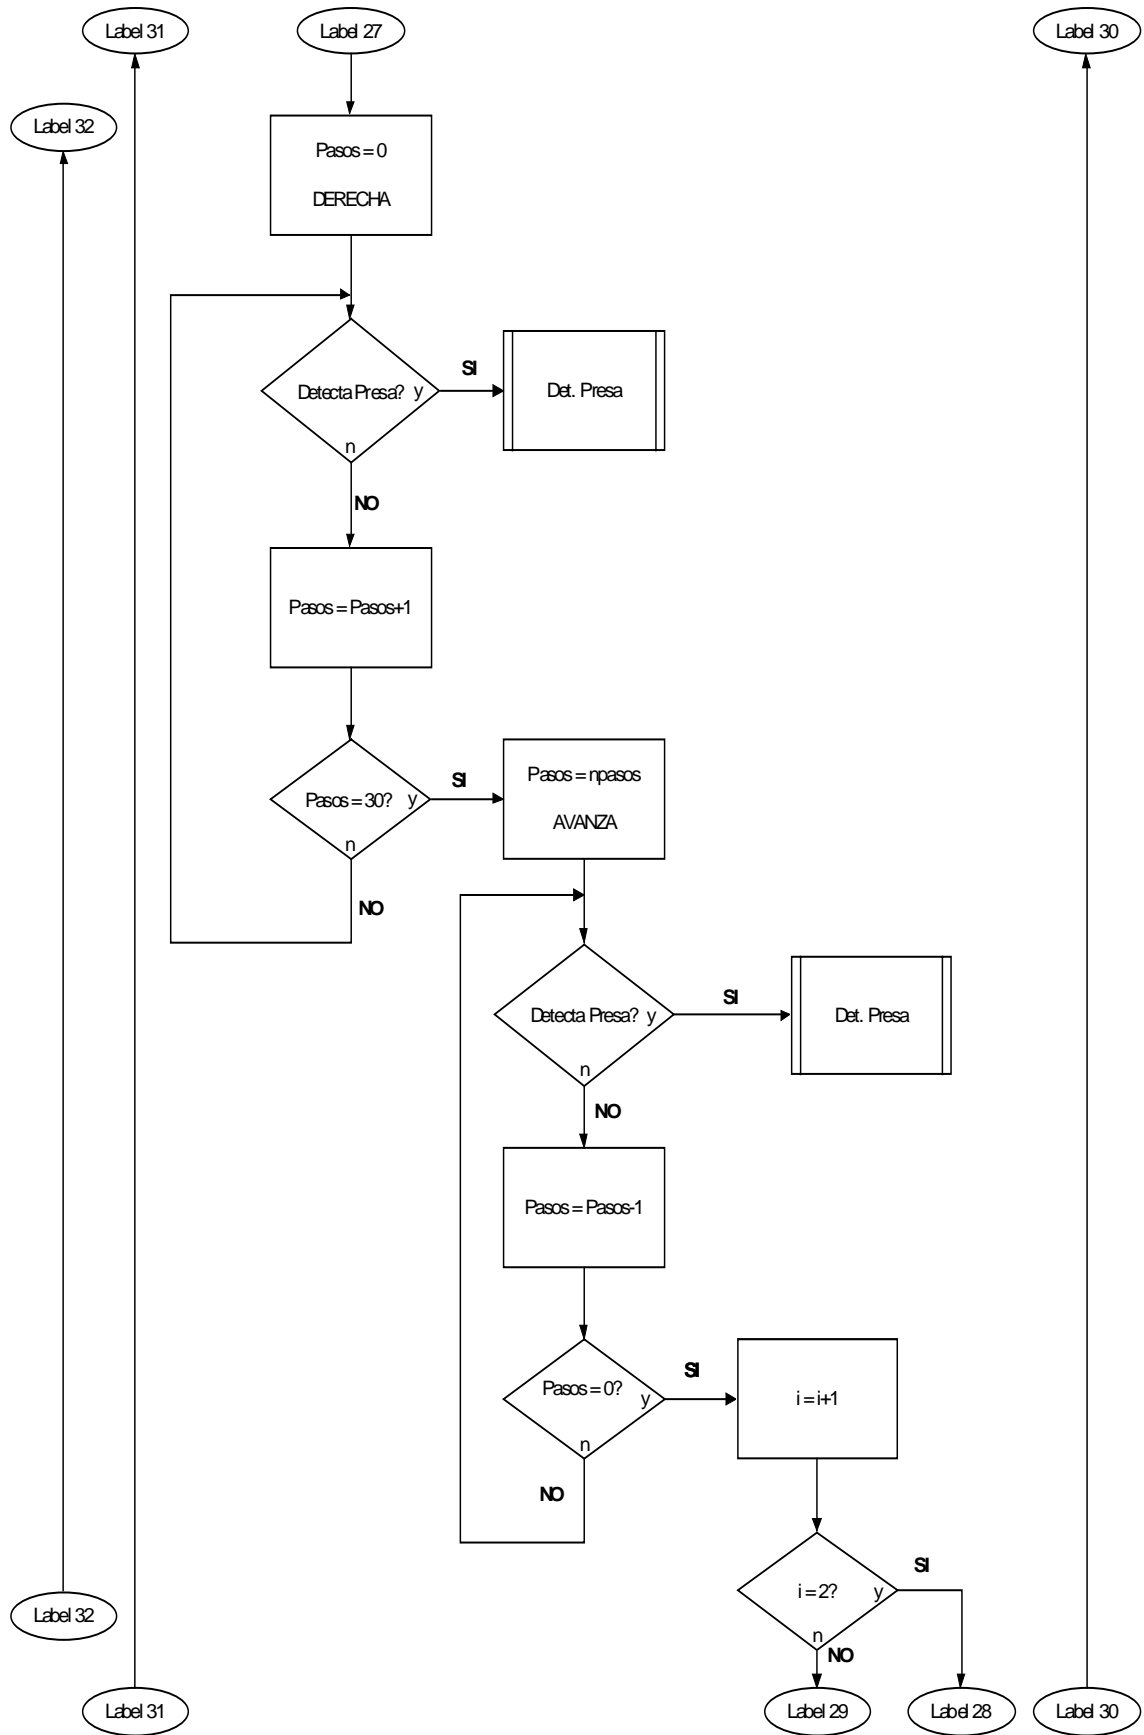 Label 31
Label 27
Label 30
Label 32
Pasos = 0
DERECHA
Detecta Presa? y
n
SI
Det. Presa
NO
Pasos = Pasos+1
Pasos = 30? y
n
SI
NO
Pasos = npasos
AVANZA
Detecta Presa? y
n
SI
Det. Presa
NO
Pasos = Pasos-1
Pasos = 0?
y
n
SI
NO
i = i+1
i = 2? y
n
SI
NO
Label 32
Label 31
Label 29
Label 28
Label 30